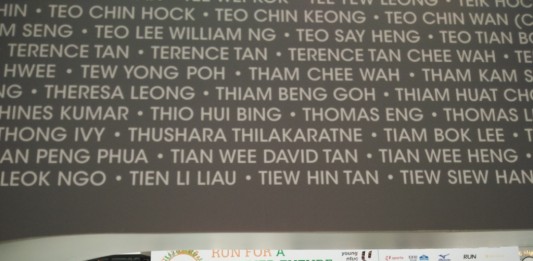 TEO CHIN HOCK • TEO CHIN KEONG • TEO CHIN WAN
M SENG • TEO LEE WILLIAM NG • TEO SAY HENG • TEO TIAN
TERENCE TAN • TERENCE TAN • TERENCE TAN CHEE WAH • TE
HWEE • TEW YONG POH • THAM CHEE WAH • THAM KAM S
NG • THERESA LEONG • THIAM BENG GOH • THIAM HUAT
HINES KUMAR • THIO HUI BING • THOMAS ENG • THOMAS
THONG IVY • THUSHARA THILAKARATNE • TIAM BOK LEE •
AN PENG PHUA • TIAN WEE DAVID TAN • TIAN WEE HENG •
LEOK NGO • TIEN LI LIAU • TIEW HIN TAN • TIEW SIEW HAN
RUN FOR A
RUN